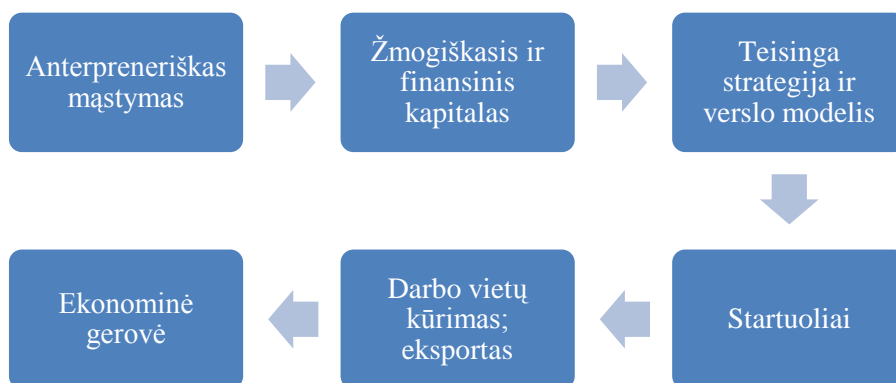 Anterpreneriškas
mąstymas
Žmogiškasis ir
finansinis
kapitalas
Teisinga
strategija ir
verslo modelis
Startuoliai
Darbo vietų
kūrimas;
eksportas
Ekonominė
gerovė